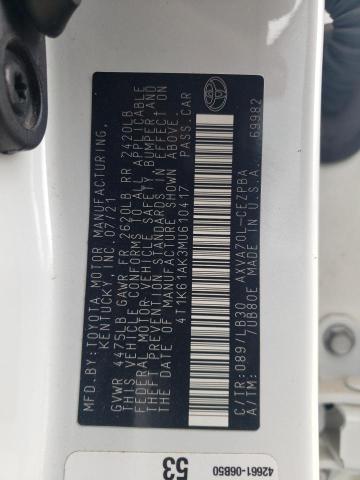 MFD.BY:TOYOTA MOTOR MANUFACTURING,
KENTUCKY, INC. 07/21
GVWR 4475LB GAWR FR 2620LB RR 2420LB
THIS VEHICLE CONFORMS TO ALL APPLICABLE
FEDERAL MOTOR VEHICLE SAFETY, BUMPER, AND
THEFT PREVENTION STANDARDS IN EFFECT ON
THE DATE OF MANUFACTURE SHOWN ABOVE.
4T1K61AK3MU610417 PASS.CAR
C/TR: 089/LB30 AXVA70L-CEZPBA
A/TM: /UB80E MADE IN U.S.A. 69982
TOYOTA
42661-06B50
53